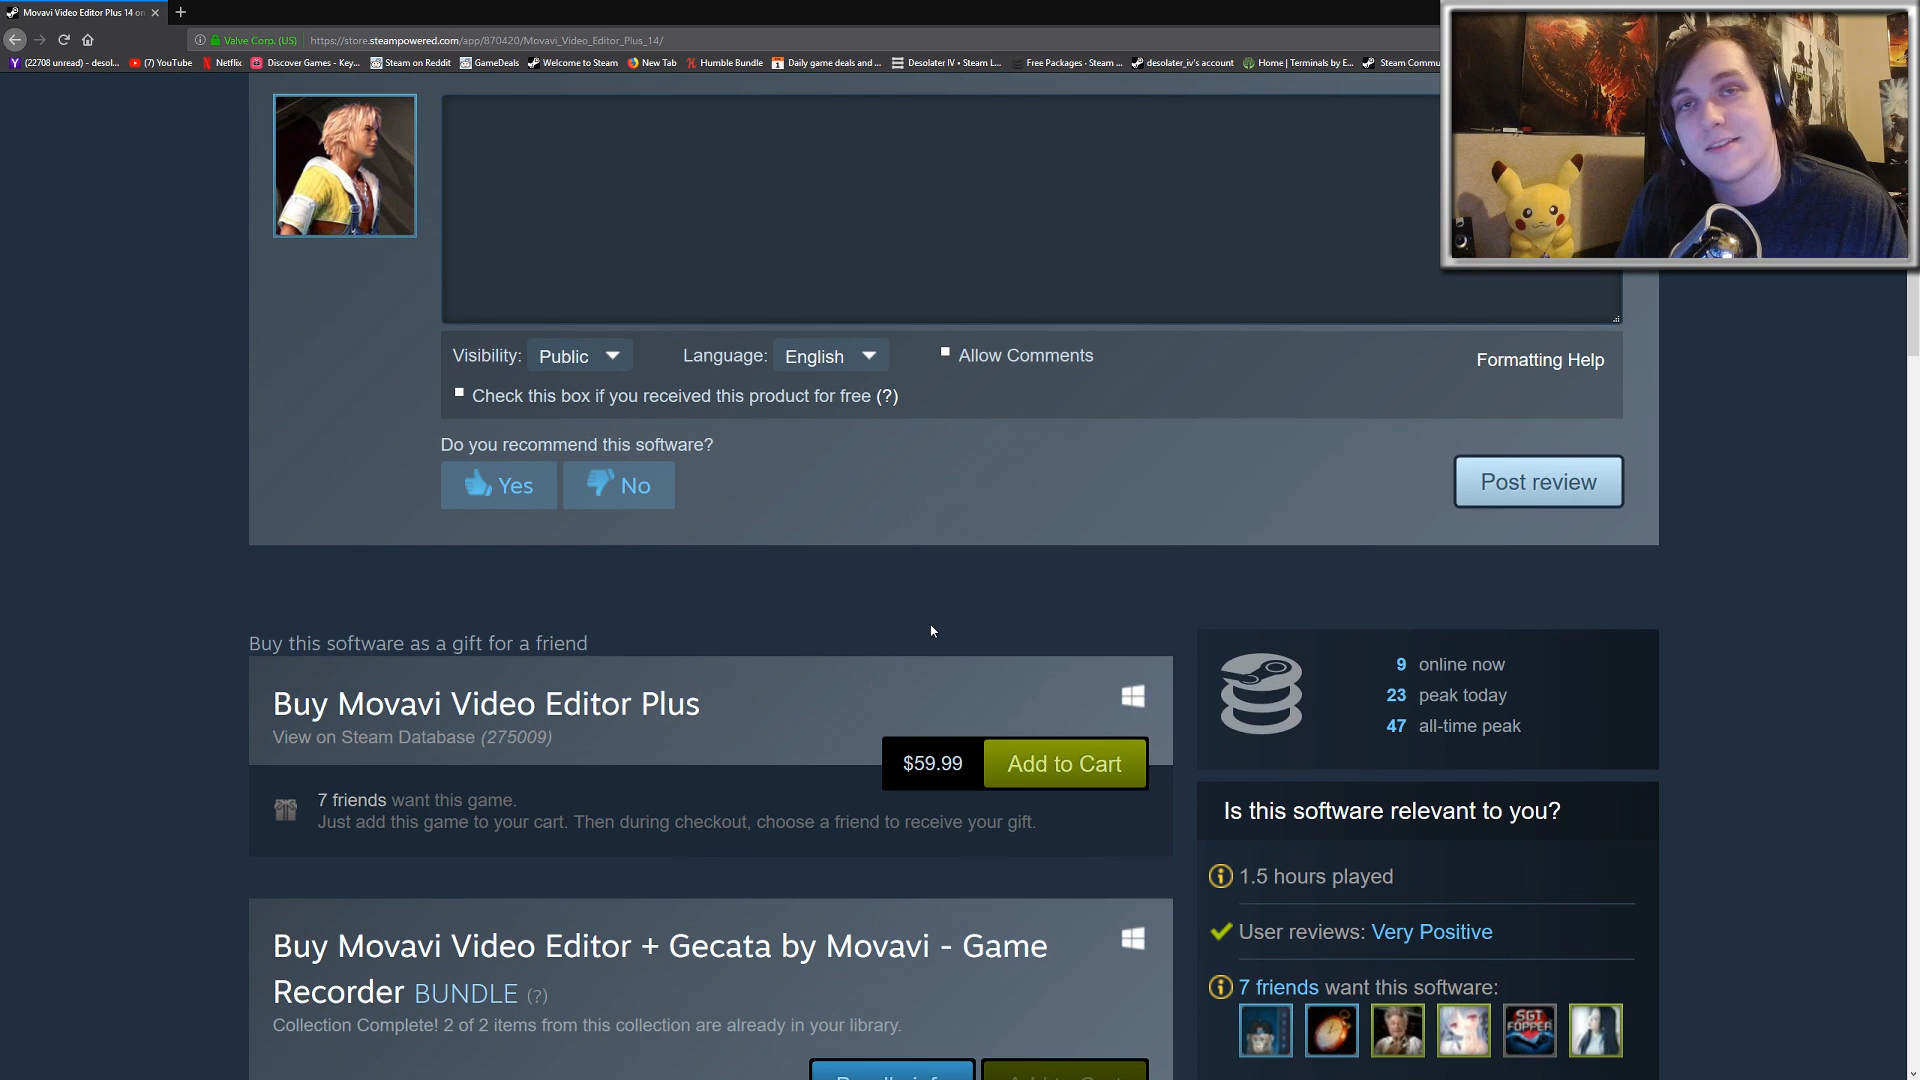 Movavi Video Editor Plus 14 on
Valve Corp. (US)
https://store.steampowered.com/app/870420/Movavi_Video_Editor_Plus_14/
(22708 unread) - desol...
(7) YouTube
Netflix
Discover Games - Key...
Steam on Reddit
GameDeals
Welcome to Steam
New Tab
Humble Bundle
Daily game deals and ...
Desolater IV • Steam L...
Free Packages · Steam ...
desolater_iv's account
Home | Terminals by E...
Steam Commu
Visibility: Public
Language: English
Allow Comments
Formatting Help
Check this box if you received this product for free (?)
Do you recommend this software?
Yes
No
Post review
Buy this software as a gift for a friend
Buy Movavi Video Editor Plus
View on Steam Database (275009)
$59.99
Add to Cart
7 friends want this game.
Just add this game to your cart. Then during checkout, choose a friend to receive your gift.
Buy Movavi Video Editor + Gecata by Movavi - Game
Recorder BUNDLE (?)
Collection Complete! 2 of 2 items from this collection are already in your library.
9 online now
23 peak today
47 all-time peak
Is this software relevant to you?
1.5 hours played
User reviews: Very Positive
7 friends want this software:
SGT
FOPPER